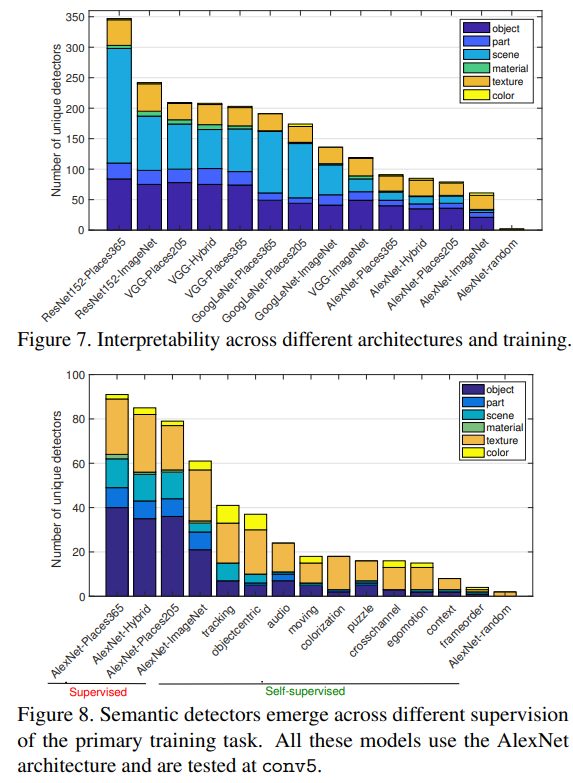 350
300
250
200
150
100
50
0
Number of unique detectors
object
part
scene
material
texture
color
ResNet152-Places365
ResNet152-ImageNet
VGG-Places205
VGG-Hybrid
VGG-Places365
GoogLeNet-Places365
GoogLeNet-Places205
GoogLeNet-ImageNet
VGG-ImageNet
AlexNet-Places365
AlexNet-Hybrid
AlexNet-Places205
AlexNet-ImageNet
AlexNet-random
Figure 7. Interpretability across different architectures and training.
100
80
60
40
20
0
Number of unique detectors
object
part
scene
material
texture
color
AlexNet-Places365
AlexNet-Hybrid
AlexNet-Places205
AlexNet-ImageNet
tracking
objectcentric
audio
moving
colorization
puzzle
crosschannel
egomotion
context
frameorder
AlexNet-random
Supervised
Self-supervised
Figure 8. Semantic detectors emerge across different supervision
of the primary training task. All these models use the AlexNet
architecture and are tested at conv5.